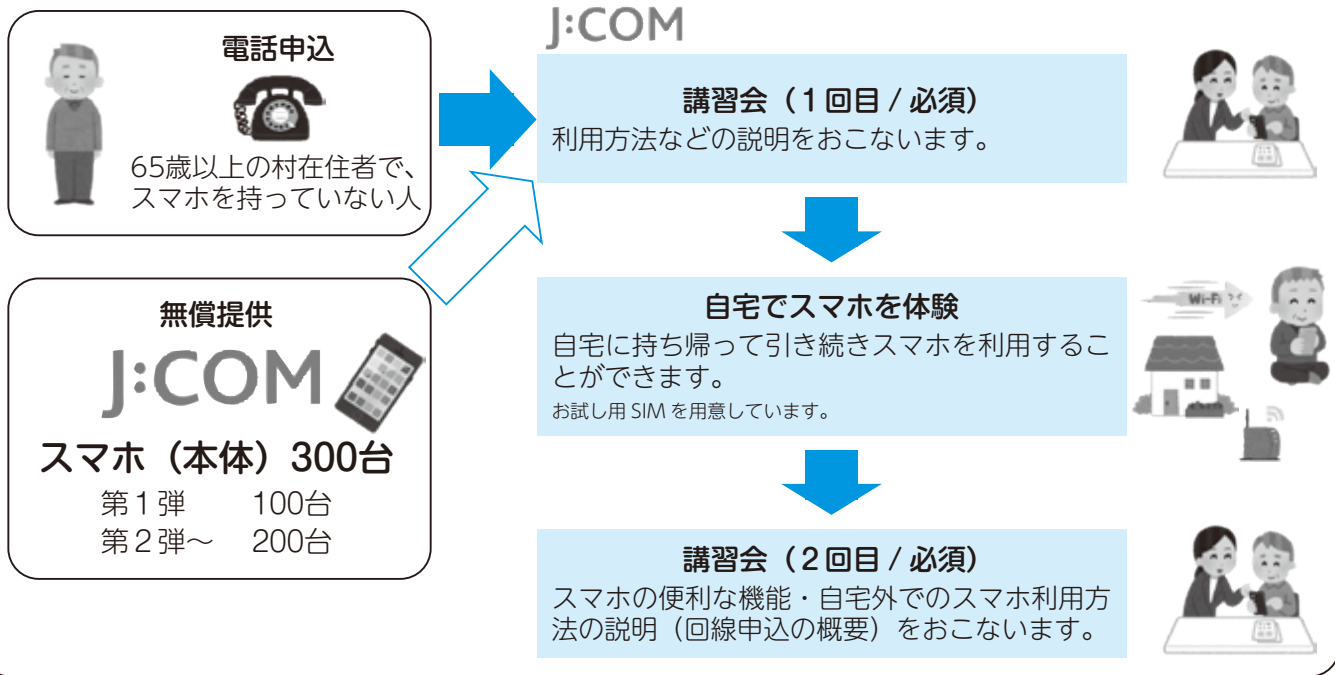 電話申込
65歳以上の村在住者で、
スマホを持っていない人
無償提供
J:COM
スマホ（本体）300台
第１弾　100台
第２弾～　200台
J:COM
講習会（１回目 / 必須）
利用方法などの説明をおこないます。
自宅でスマホを体験
自宅に持ち帰って引き続きスマホを利用するこ
とができます。
お試し用 SIM を用意しています。
Wi-Fi
講習会（２回目 / 必須）
スマホの便利な機能・自宅外でのスマホ利用方
法の説明（回線申込の概要）をおこないます。